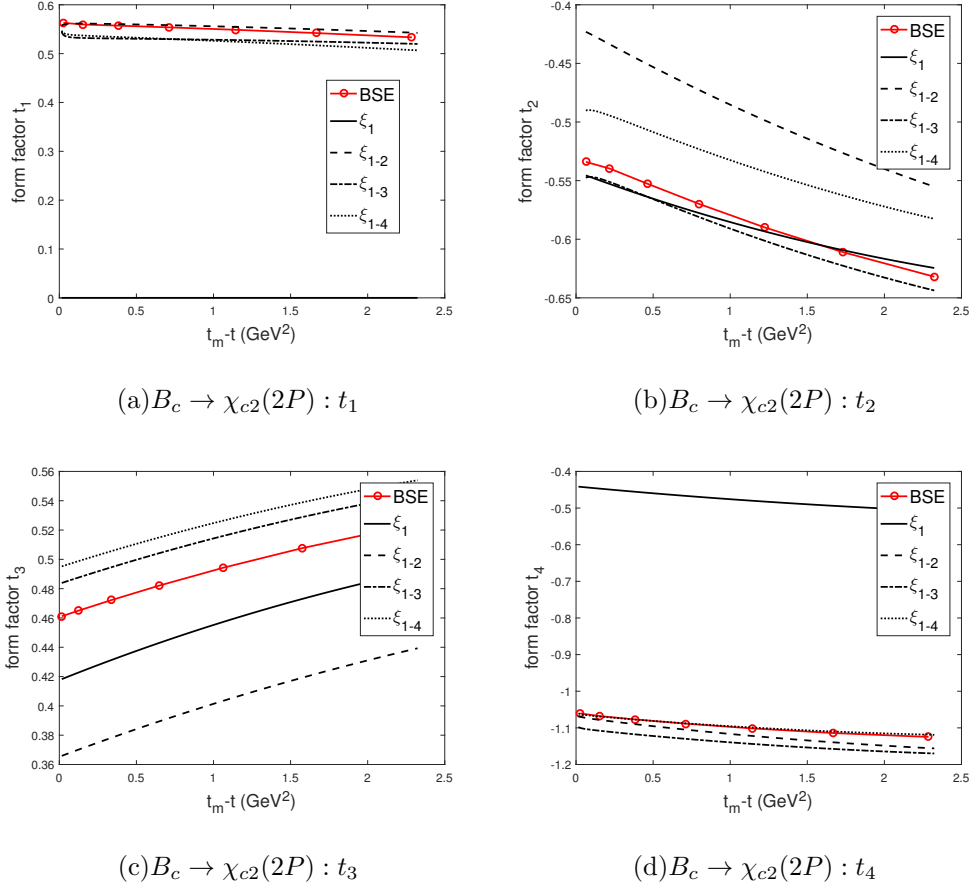 0.6
0.5
0.4
0.3
0.2
0.1
0
form factor t₁
BSE
ξ₁
ξ₁₋₂
ξ₁₋₃
ξ₁₋₄
0 0.5 1 1.5 2 2.5
tₘ-t (GeV²)
(a)B_c → χ_c2(2P) : t₁
-0.4
-0.45
-0.5
-0.55
-0.6
-0.65
form factor t₂
BSE
ξ₁
ξ₁₋₂
ξ₁₋₃
ξ₁₋₄
0 0.5 1 1.5 2 2.5
tₘ-t (GeV²)
(b)B_c → χ_c2(2P) : t₂
0.56
0.54
0.52
0.5
0.48
0.46
0.44
0.42
0.4
0.38
0.36
form factor t₃
BSE
ξ₁
ξ₁₋₂
ξ₁₋₃
ξ₁₋₄
0 0.5 1 1.5 2 2.5
tₘ-t (GeV²)
(c)B_c → χ_c2(2P) : t₃
-0.4
-0.5
-0.6
-0.7
-0.8
-0.9
-1
-1.1
-1.2
form factor t₄
BSE
ξ₁
ξ₁₋₂
ξ₁₋₃
ξ₁₋₄
0 0.5 1 1.5 2 2.5
tₘ-t (GeV²)
(d)B_c → χ_c2(2P) : t₄